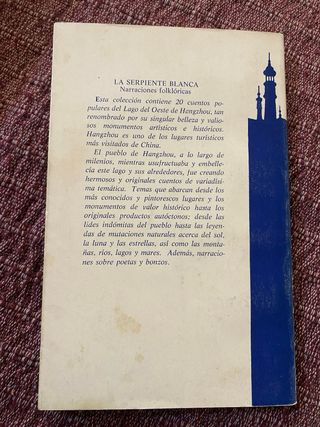 LA SERPIENTE BLANCA
Narraciones folklóricas
Esta colección contiene 20 cuentos po-
pulares del Lago del Oeste de Hangzhou, tan
renombrado por su singular belleza y valio-
sos monumentos artísticos e históricos.
Hangzhou es uno de los lugares turísticos
más visitados de China.
El pueblo de Hangzhou, a lo largo de
milenios, mientras usufructuaba y embelle-
cía este lago y sus alrededores, fue creando
hermosos y originales cuentos de variadísi-
ma temática. Temas que abarcan desde los
más conocidos y pintorescos lugares y los
monumentos de valor histórico hasta los
originales productos autóctonos; desde las
lides indómitas del pueblo hasta las leyen-
das de mutaciones naturales acerca del sol,
la luna y las estrellas, así como las monta-
ñas, ríos, lagos y mares. Además, narracio-
nes sobre poetas y bonzos.